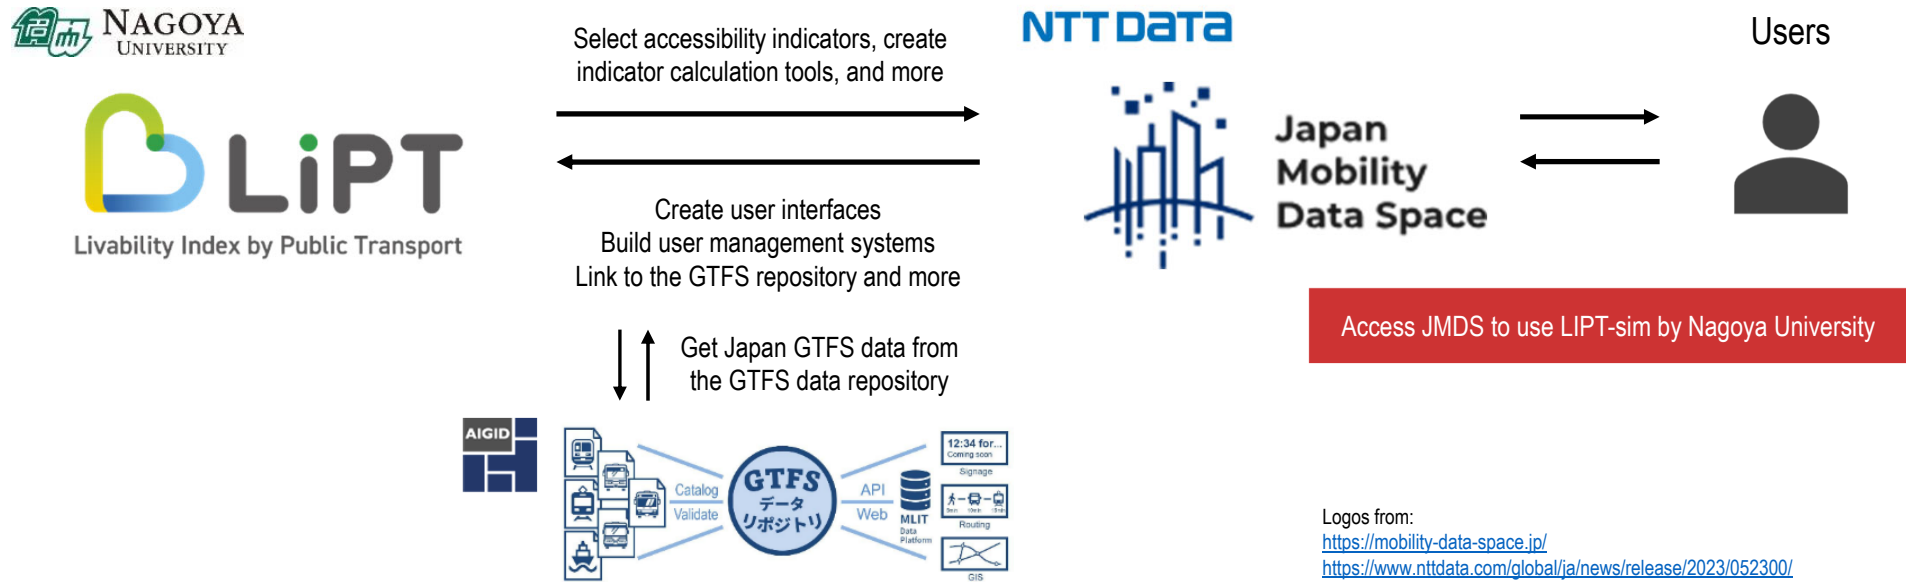 名大
NAGOYA
UNIVERSITY
LiPT
Livability Index by Public Transport
Select accessibility indicators, create
indicator calculation tools, and more
Create user interfaces
Build user management systems
Link to the GTFS repository and more
NTT DATA
Japan
Mobility
Data Space
Users
Access JMDS to use LIPT-sim by Nagoya University
Get Japan GTFS data from
the GTFS data repository
AIGID
Catalog
Validate
GTFS
データ
リポジトリ
API
Web
MLIT
Data
Platform
12:34 for...
Coming soon
Signage
Routing
GIS
Logos from:
https://mobility-data-space.jp/
https://www.nttdata.com/global/ja/news/release/2023/052300/